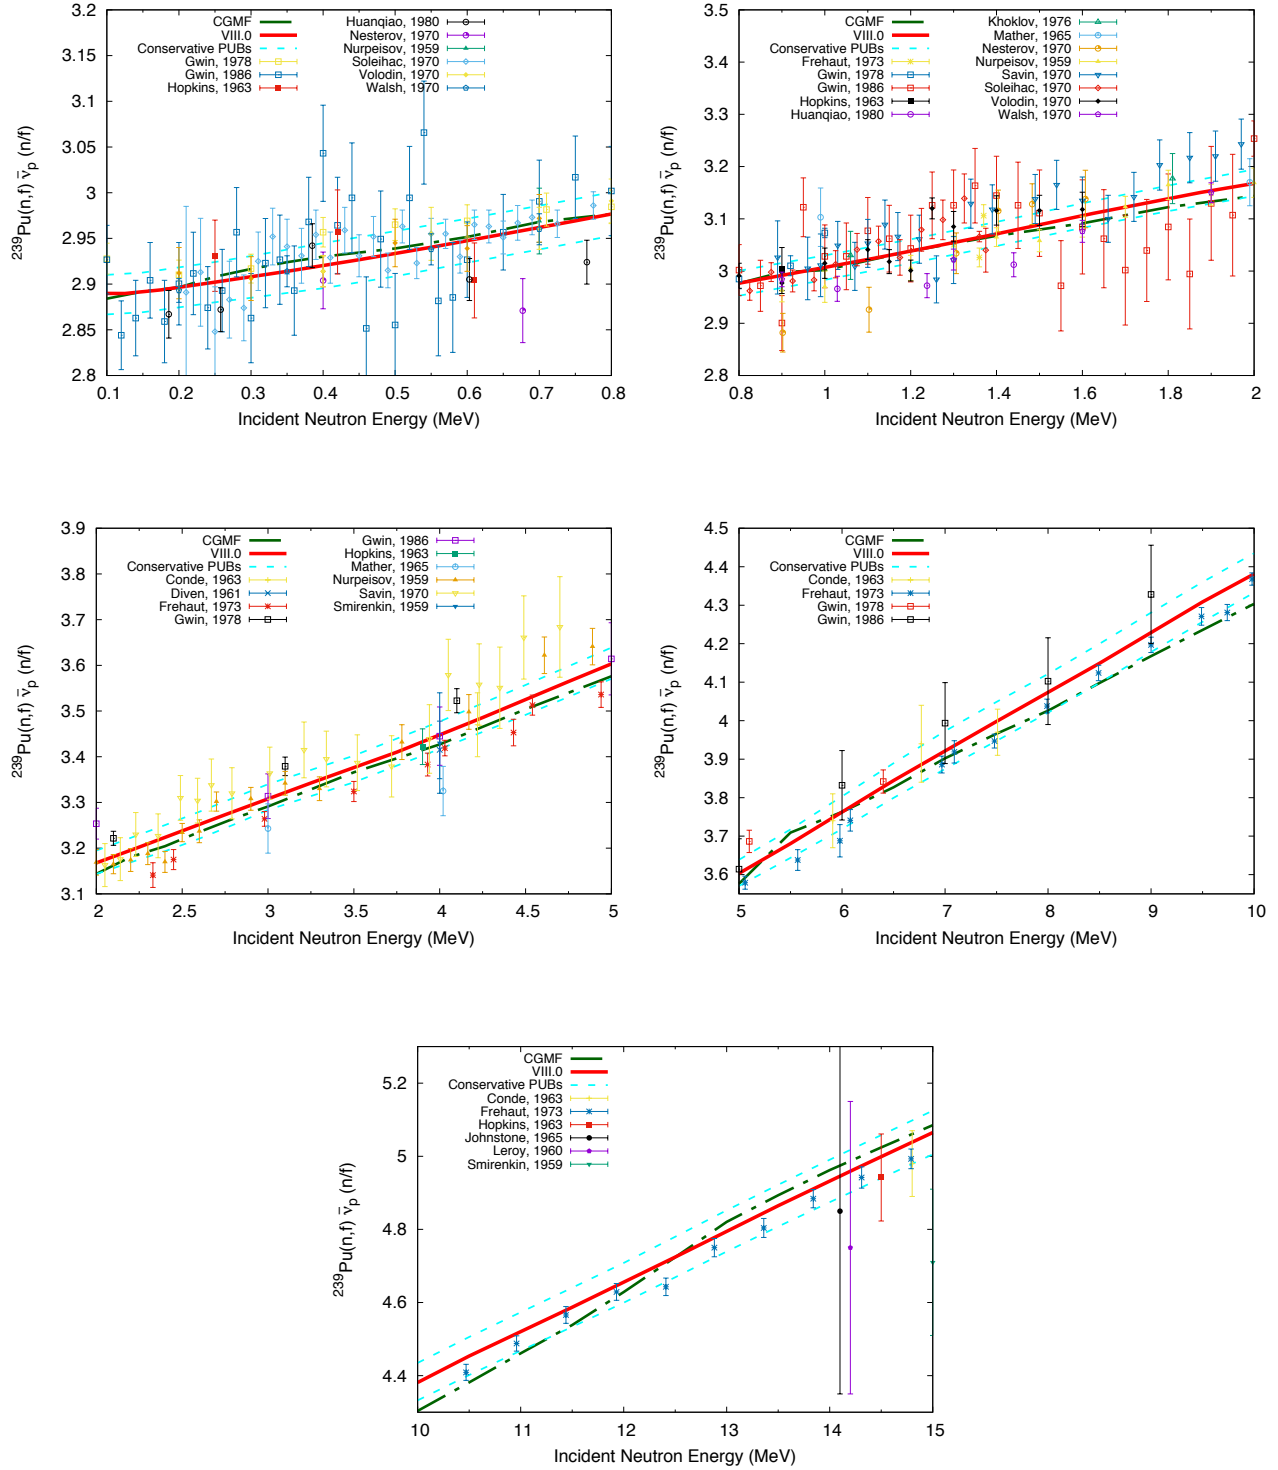 3.2
3.15
3.1
3.05
3
2.95
2.9
2.85
2.8
0.1 0.2 0.3 0.4 0.5 0.6 0.7 0.8
239Pu(n,f) ν̄p (n/f)
Incident Neutron Energy (MeV)
CGMF
VIII.0
Conservative PUBs
Gwin, 1978
Gwin, 1986
Hopkins, 1963
Huanqiao, 1980
Nesterov, 1970
Nurpeisov, 1959
Soleihac, 1970
Volodin, 1970
Walsh, 1970
3.5
3.4
3.3
3.2
3.1
3
2.9
2.8
0.8 1 1.2 1.4 1.6 1.8 2
239Pu(n,f) ν̄p (n/f)
Incident Neutron Energy (MeV)
CGMF
VIII.0
Conservative PUBs
Frehaut, 1973
Gwin, 1978
Gwin, 1986
Hopkins, 1963
Huanqiao, 1980
Khoklov, 1976
Mather, 1965
Nesterov, 1970
Nurpeisov, 1959
Savin, 1970
Soleihac, 1970
Volodin, 1970
Walsh, 1970
3.9
3.8
3.7
3.6
3.5
3.4
3.3
3.2
3.1
2 2.5 3 3.5 4 4.5 5
239Pu(n,f) ν̄p (n/f)
Incident Neutron Energy (MeV)
CGMF
VIII.0
Conservative PUBs
Conde, 1963
Diven, 1961
Frehaut, 1973
Gwin, 1978
Gwin, 1986
Hopkins, 1963
Mather, 1965
Nurpeisov, 1959
Savin, 1970
Smirenkin, 1959
4.5
4.4
4.3
4.2
4.1
4
3.9
3.8
3.7
3.6
5 6 7 8 9 10
239Pu(n,f) ν̄p (n/f)
Incident Neutron Energy (MeV)
CGMF
VIII.0
Conservative PUBs
Conde, 1963
Frehaut, 1973
Gwin, 1978
Gwin, 1986
5.2
5
4.8
4.6
4.4
10 11 12 13 14 15
239Pu(n,f) ν̄p (n/f)
Incident Neutron Energy (MeV)
CGMF
VIII.0
Conservative PUBs
Conde, 1963
Frehaut, 1973
Hopkins, 1963
Johnstone, 1965
Leroy, 1960
Smirenkin, 1959